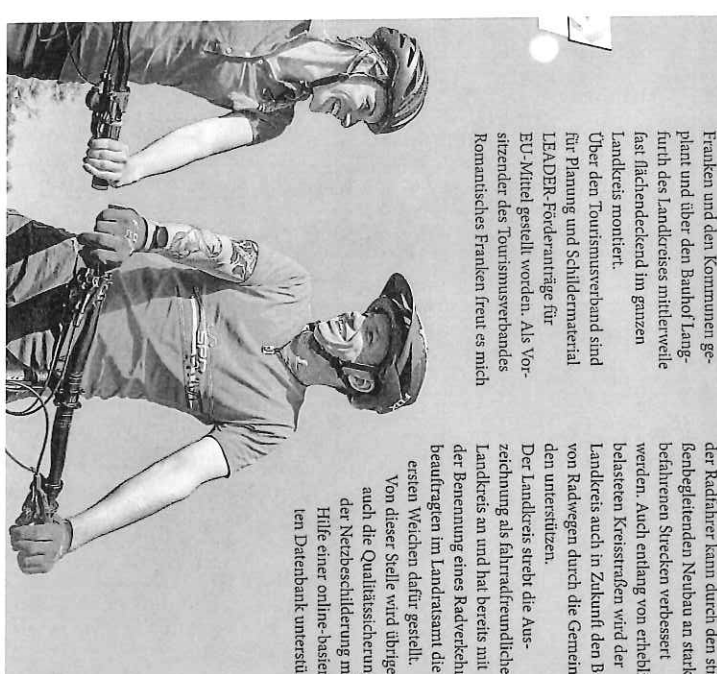 Franken und den Kommunen ge-
plant und über den Bauhof Lang-
furth des Landkreises mittlerweile
fast flächendeckend im ganzen
Landkreis montiert.
Über den Tourismusverband sind
für Planung und Schildermaterial
LEADER-Förderanträge für
EU-Mittel gestellt worden. Als Vor-
sitzender des Tourismusverbandes
Romantisches Franken freut es mich
der Radfahrer kann durch den str
ßenbegleitenden Neubau an stark
befahrenen Strecken verbessert
werden. Auch entlang von erhebli
belasteten Kreisstraßen wird der
Landkreis auch in Zukunft den B
von Radwegen durch die Gemein
den unterstützen.
Der Landkreis strebt die Aus-
zeichnung als fahrradfreundliche
Landkreis an und hat bereits mit
der Benennung eines Radverkehr
beauftragten im Landratsamt die
ersten Weichen dafür gestellt.
Von dieser Stelle wird übrige
auch die Qualitätssicherun
der Netzbeschilderung m
Hilfe einer online-basier
ten Datenbank unterstü